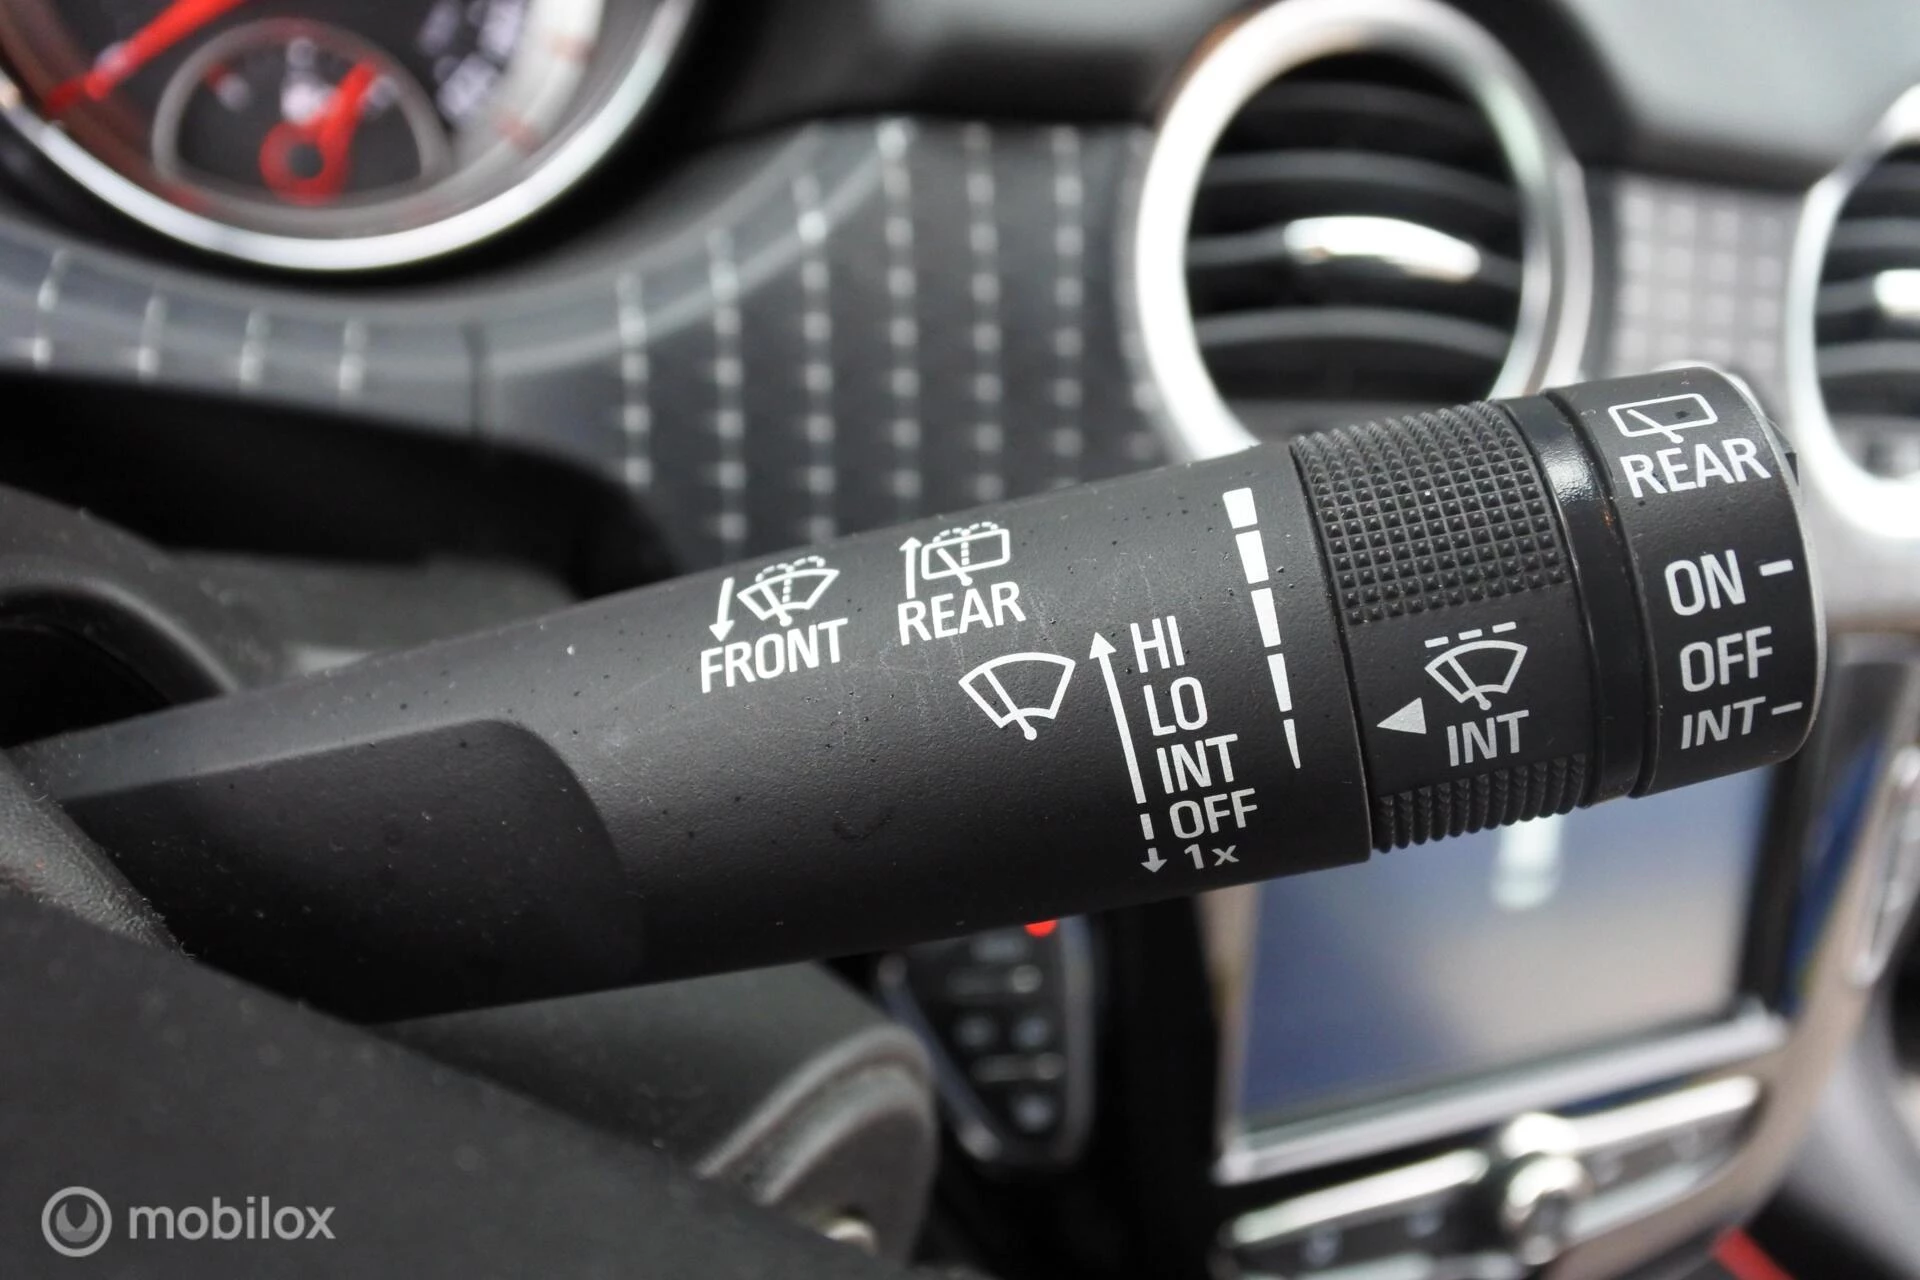 FRONT
REAR
HI
LO
INT
OFF
1x
INT
REAR
ON
OFF
INT
mobilox